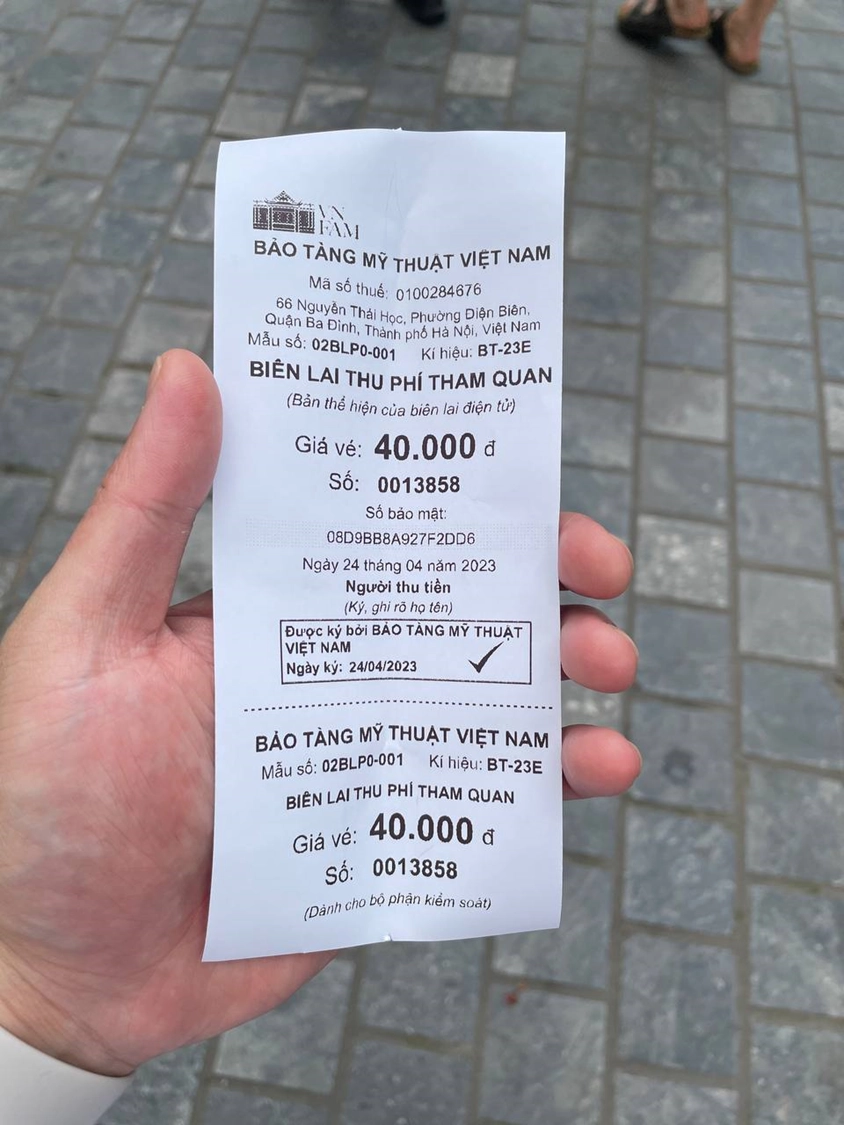 VN
FAM
BẢO TÀNG MỸ THUẬT VIỆT NAM
Mã số thuế: 0100284676
66 Nguyễn Thái Học, Phường Điện Biên,
Quận Ba Đình, Thành phố Hà Nội, Việt Nam
Mẫu số: 02BLP0-001 Kí hiệu: BT-23E
BIÊN LAI THU PHÍ THAM QUAN
(Bản thể hiện của biên lai điện tử)
Giá vé: 40.000 đ
Số: 0013858
Số bảo mật:
08D9BB8A927F2DD6
Ngày 24 tháng 04 năm 2023
Người thu tiền
(Ký, ghi rõ họ tên)
Được ký bởi BẢO TÀNG MỸ THUẬT
VIỆT NAM
Ngày ký: 24/04/2023
BẢO TÀNG MỸ THUẬT VIỆT NAM
Mẫu số: 02BLP0-001 Kí hiệu: BT-23E
BIÊN LAI THU PHÍ THAM QUAN
Giá vé: 40.000 đ
Số: 0013858
(Dành cho bộ phận kiểm soát)